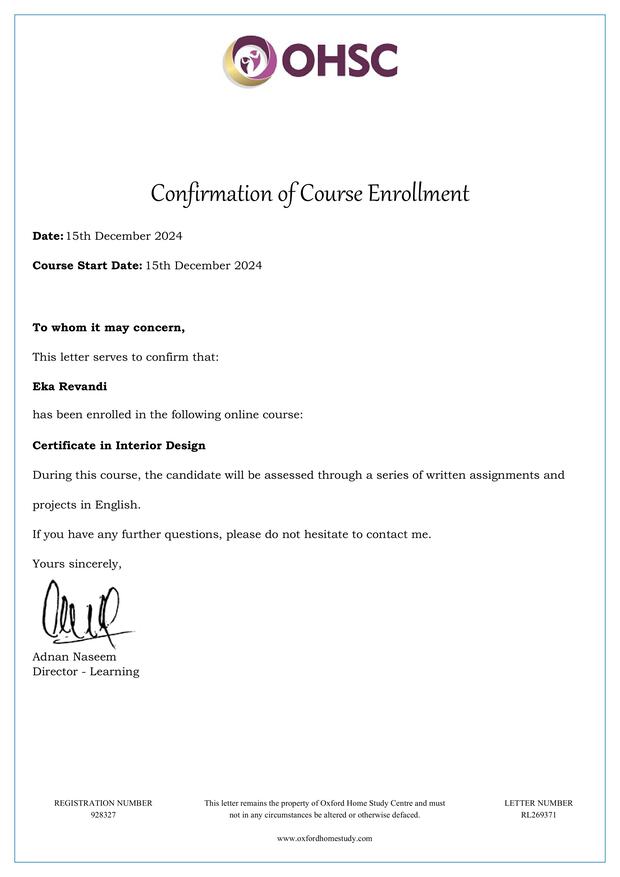 OHSC
Confirmation of Course Enrollment
Date: 15th December 2024
Course Start Date: 15th December 2024
To whom it may concern,
This letter serves to confirm that:
Eka Revandi
has been enrolled in the following online course:
Certificate in Interior Design
During this course, the candidate will be assessed through a series of written assignments and
projects in English.
If you have any further questions, please do not hesitate to contact me.
Yours sincerely,
Adnan Naseem
Director - Learning
REGISTRATION NUMBER
928327
This letter remains the property of Oxford Home Study Centre and must
not in any circumstances be altered or otherwise defaced.
LETTER NUMBER
RL269371
www.oxfordhomestudy.com